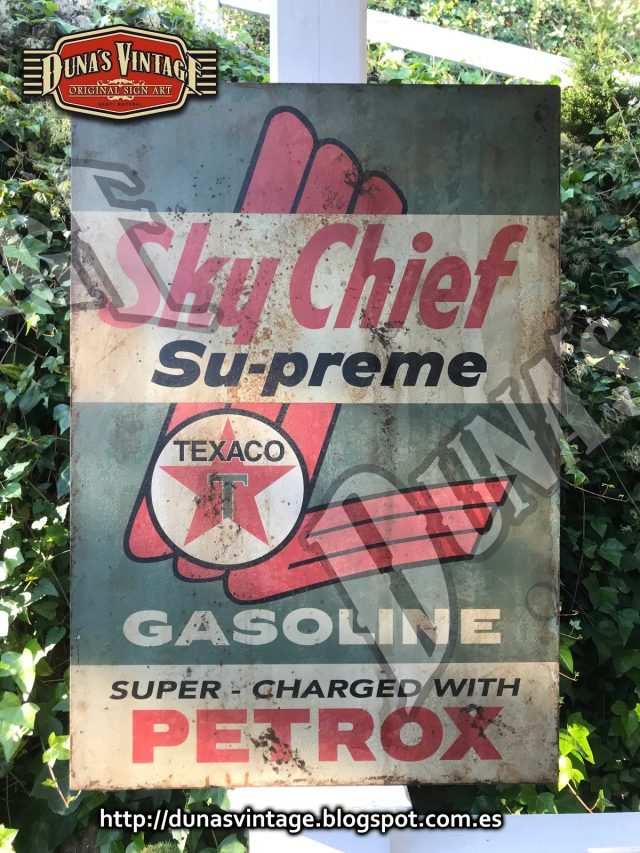 DUNA'S VINTAGE
ORIGINAL SIGN ART
Sky Chief
Su-preme
TEXACO
T
GASOLINE
SUPER - CHARGED WITH
PETROX
DUNA'S
http://dunasvintage.blogspot.com.es